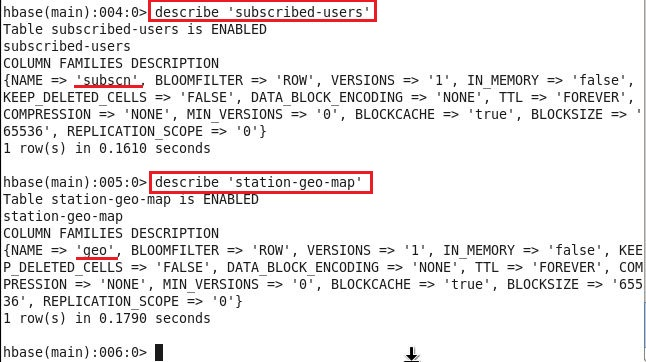 hbase(main):004:0> describe 'subscribed-users'
Table subscribed-users is ENABLED
subscribed-users
COLUMN FAMILIES DESCRIPTION
{NAME => 'subscn', BLOOMFILTER => 'ROW', VERSIONS => '1', IN_MEMORY => 'false',
KEEP_DELETED_CELLS => 'FALSE', DATA_BLOCK_ENCODING => 'NONE', TTL => 'FOREVER',
COMPRESSION => 'NONE', MIN_VERSIONS => '0', BLOCKCACHE => 'true', BLOCKSIZE => '
65536', REPLICATION_SCOPE => '0'}
1 row(s) in 0.1610 seconds
hbase(main):005:0> describe 'station-geo-map'
Table station-geo-map is ENABLED
station-geo-map
COLUMN FAMILIES DESCRIPTION
{NAME => 'geo', BLOOMFILTER => 'ROW', VERSIONS => '1', IN_MEMORY => 'false', KEE
P_DELETED_CELLS => 'FALSE', DATA_BLOCK_ENCODING => 'NONE', TTL => 'FOREVER', COM
PRESSION => 'NONE', MIN_VERSIONS => '0', BLOCKCACHE => 'true', BLOCKSIZE => '655
36', REPLICATION_SCOPE => '0'}
1 row(s) in 0.1790 seconds
hbase(main):006:0>